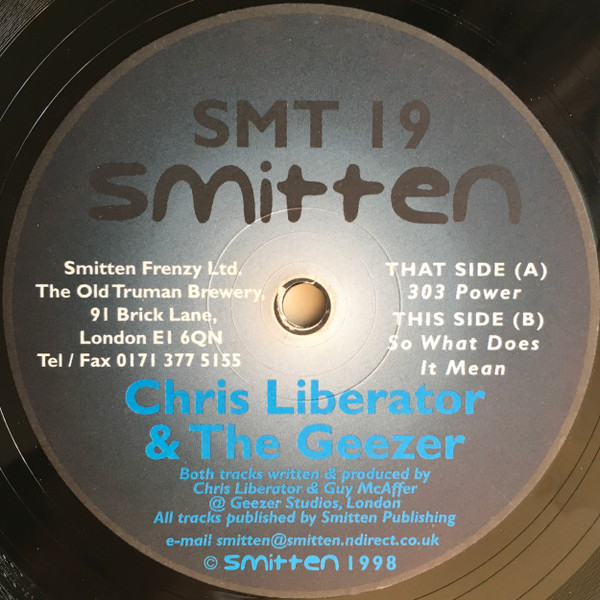 SMT 19
smitten
Smitten Frenzy Ltd.
The Old Truman Brewery,
91 Brick Lane,
London E1 6QN
Tel / Fax 0171 377 5155
THAT SIDE (A)
303 Power
THIS SIDE (B)
So What Does
It Mean
Chris Liberator
& The Geezer
Both tracks written & produced by
Chris Liberator & Guy McAffer
@ Geezer Studios, London
All tracks published by Smitten Publishing
e-mail smitten@smitten.ndirect.co.uk
© smitten 1998